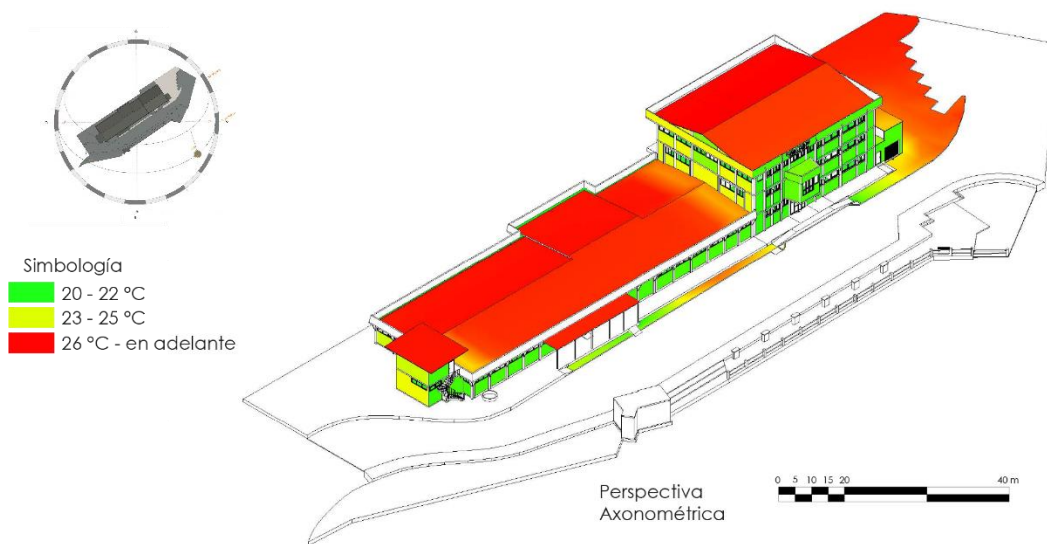 Simbología
20 - 22 °C
23 - 25 °C
26 °C - en adelante
Perspectiva
Axonométrica
0 5 10 15 20 40 m